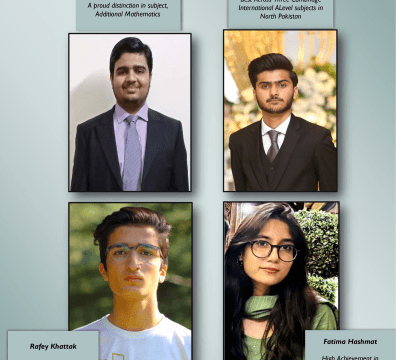 A proud distinction in subject,
Additional Mathematics
Best Across Three Cambridge
International ALevel subjects in
North Pakistan
Rafey Khattak
Fatima Hashmat
High Achievement in